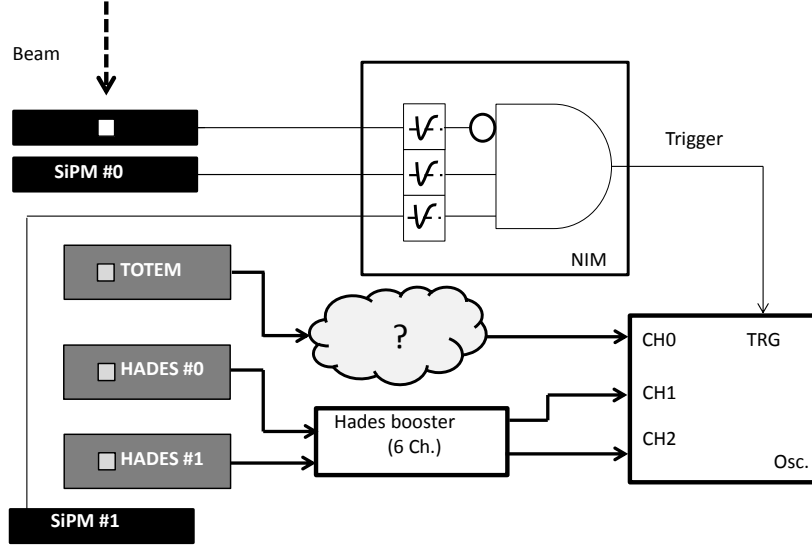 Beam
SiPM #0
Trigger
NIM
TOTEM
?
CH0
TRG
HADES #0
CH1
Hades booster
(6 Ch.)
CH2
HADES #1
Osc.
SiPM #1